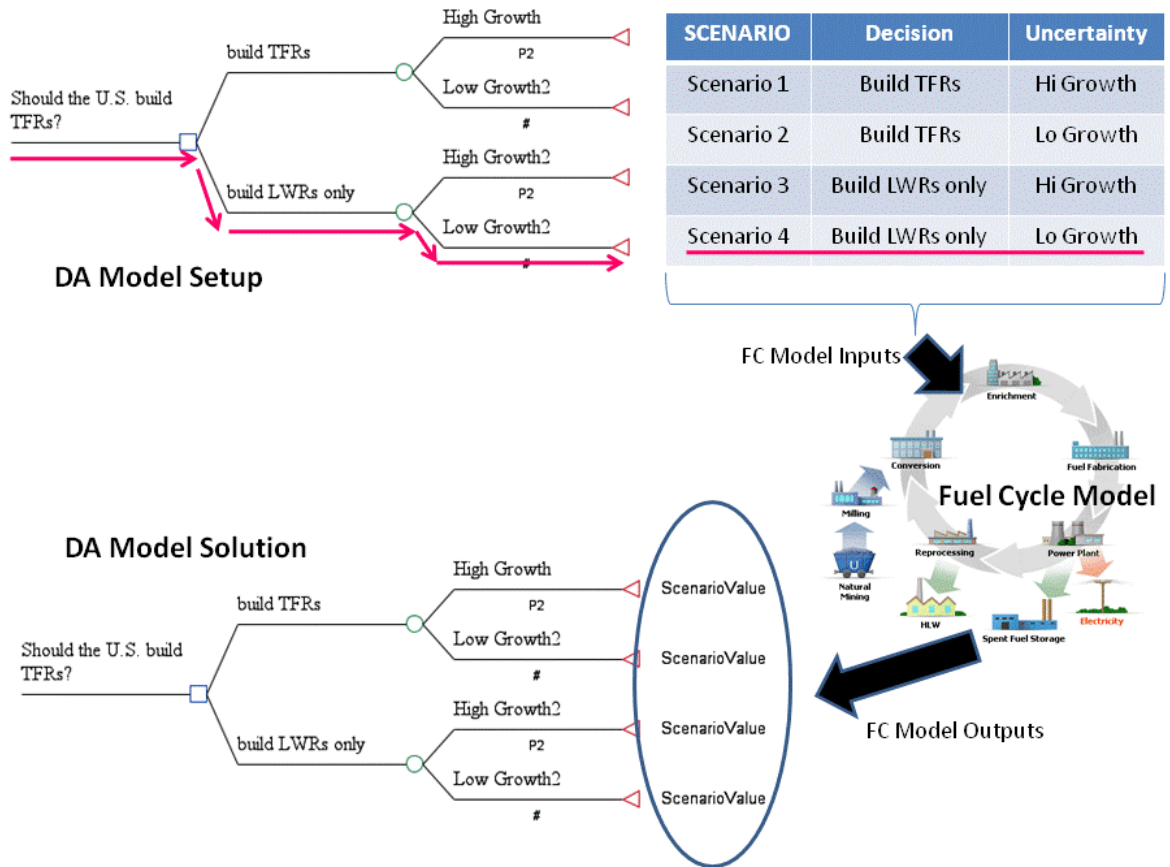 High Growth
build TFRs
P2
Low Growth2
Should the U.S. build
TFRs?
#
High Growth2
build LWRs only
P2
Low Growth2
#
DA Model Setup
SCENARIO Decision Uncertainty
Scenario 1 Build TFRs Hi Growth
Scenario 2 Build TFRs Lo Growth
Scenario 3 Build LWRs only Hi Growth
Scenario 4 Build LWRs only Lo Growth
FC Model Inputs
Enrichment
Conversion
Fuel Fabrication
Fuel Cycle Model
Milling
Reprocessing
Power Plant
U
Natural
Mining
HLW
Spent Fuel Storage
Electricity
FC Model Outputs
DA Model Solution
High Growth
ScenarioValue
build TFRs
P2
Low Growth2
ScenarioValue
Should the U.S. build
TFRs?
#
High Growth2
ScenarioValue
build LWRs only
P2
Low Growth2
ScenarioValue
#